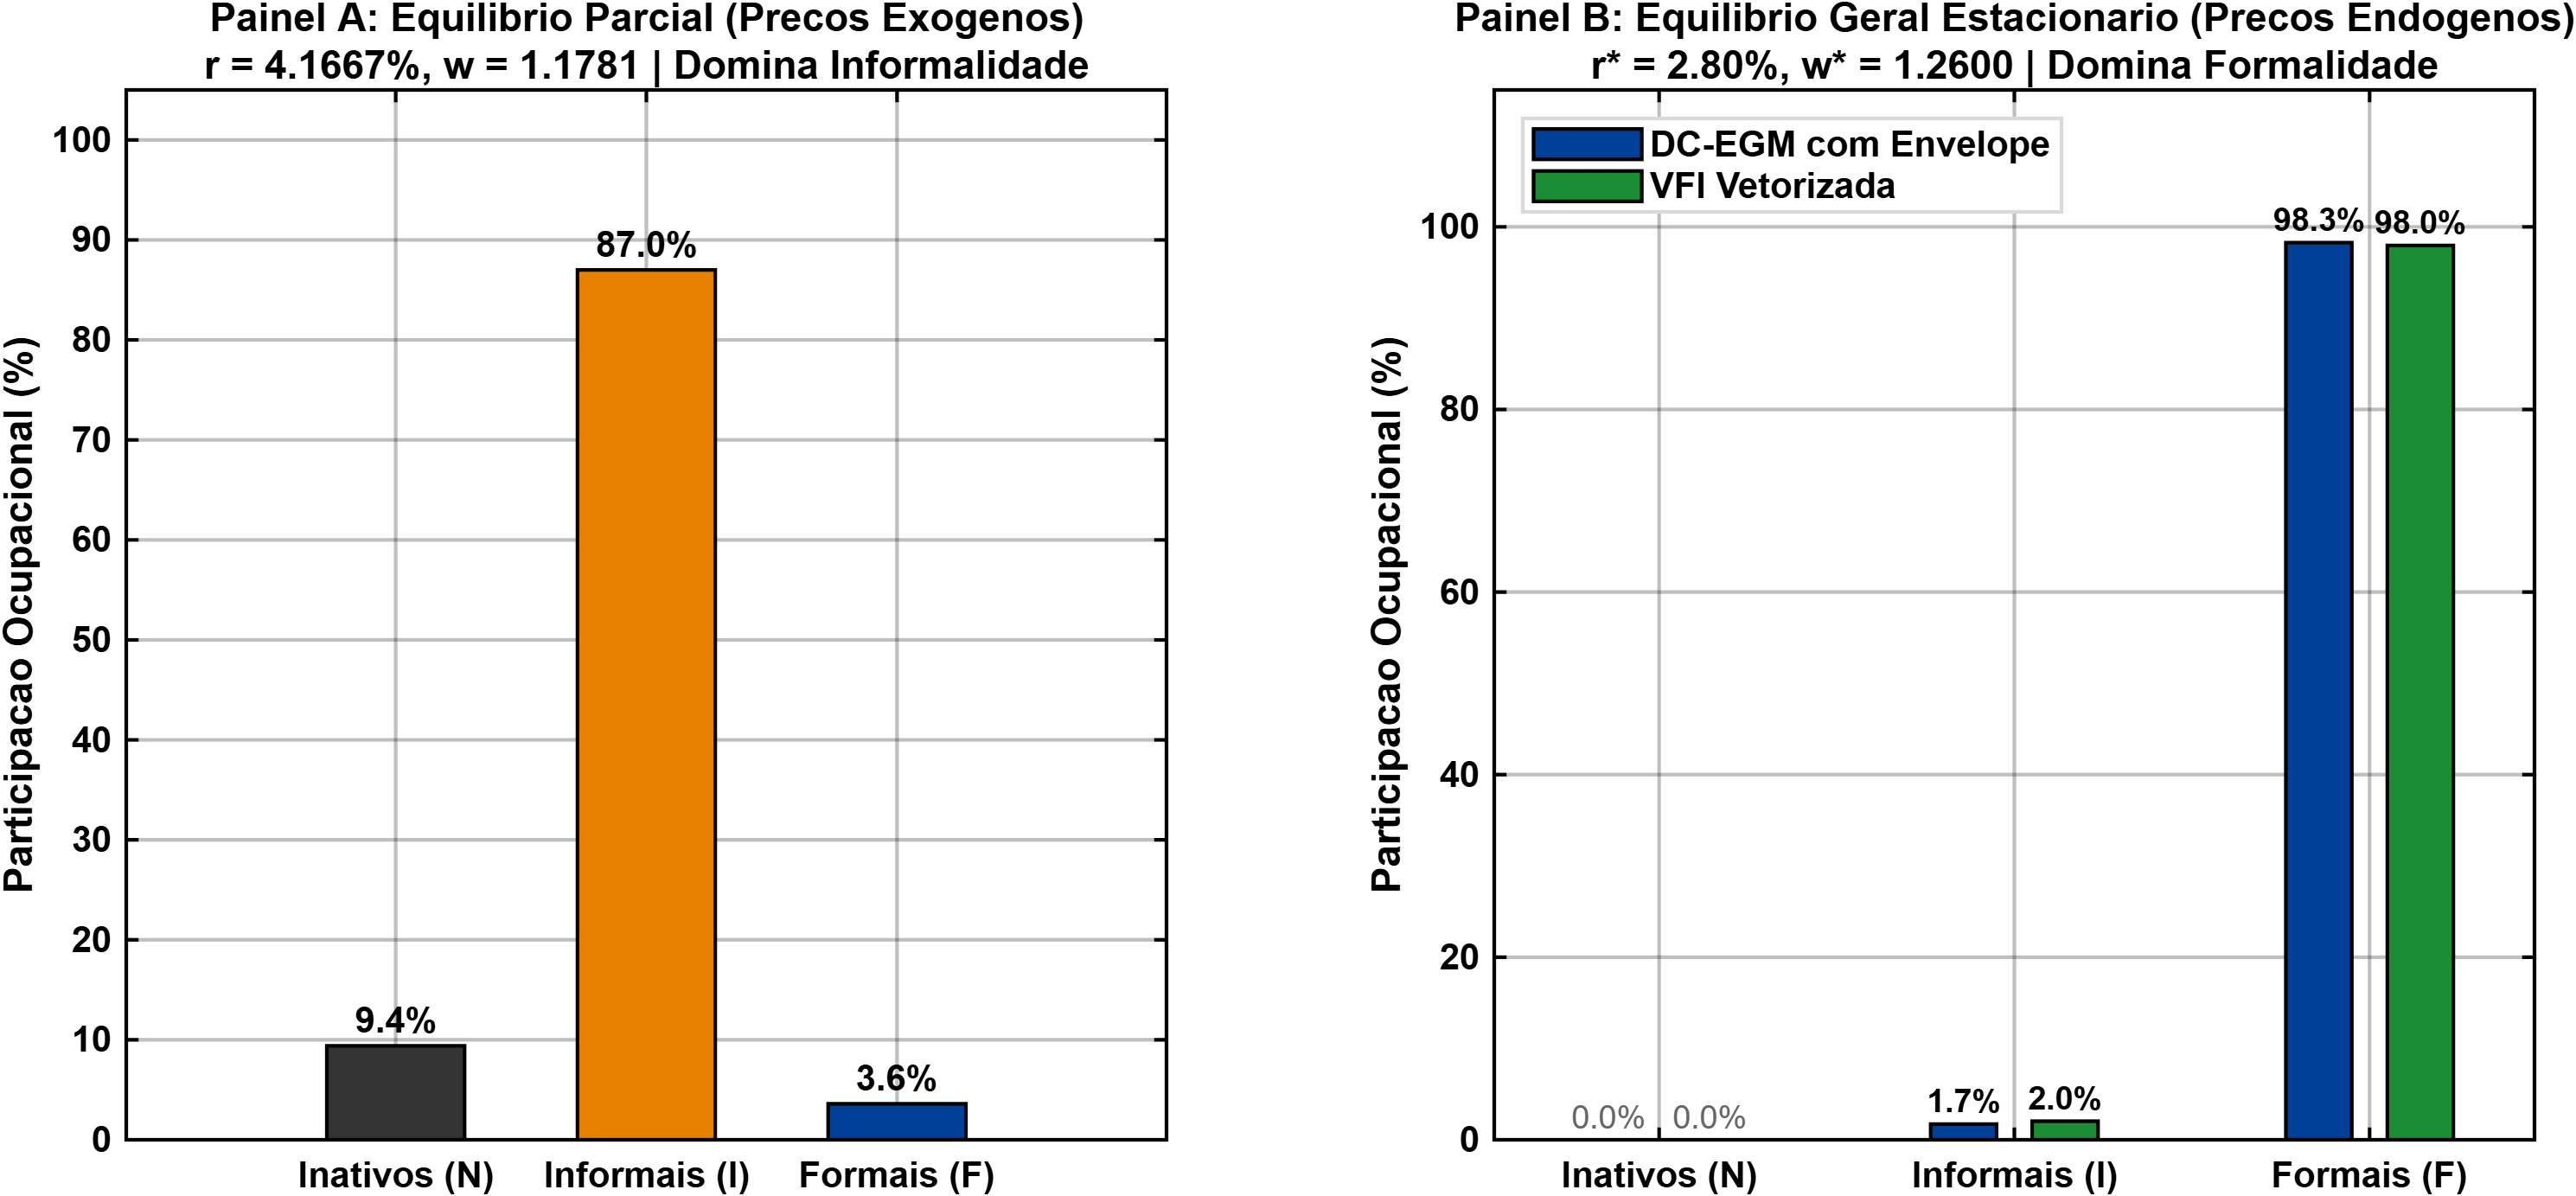 Painel A: Equilibrio Parcial (Precos Exogenos)
r = 4.1667%, w = 1.1781 | Domina Informalidade
Participacao Ocupacional (%)
100
90
80
70
60
50
40
30
20
10
0
87.0%
9.4%
3.6%
Inativos (N)
Informais (I)
Formais (F)
Painel B: Equilibrio Geral Estacionario (Precos Endogenos)
r* = 2.80%, w* = 1.2600 | Domina Formalidade
DC-EGM com Envelope
VFI Vetorizada
Participacao Ocupacional (%)
100
80
60
40
20
0
98.3%
98.0%
0.0%
0.0%
1.7%
2.0%
Inativos (N)
Informais (I)
Formais (F)